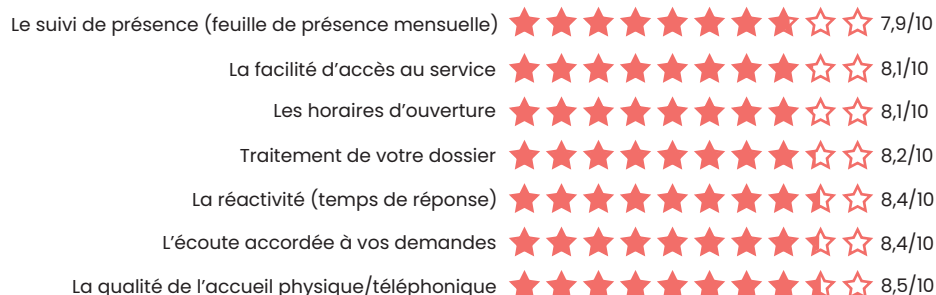 Le suivi de présence (feuille de présence mensuelle) 7,9/10
La facilité d’accès au service 8,1/10
Les horaires d’ouverture 8,1/10
Traitement de votre dossier 8,2/10
La réactivité (temps de réponse) 8,4/10
L’écoute accordée à vos demandes 8,4/10
La qualité de l’accueil physique/téléphonique 8,5/10